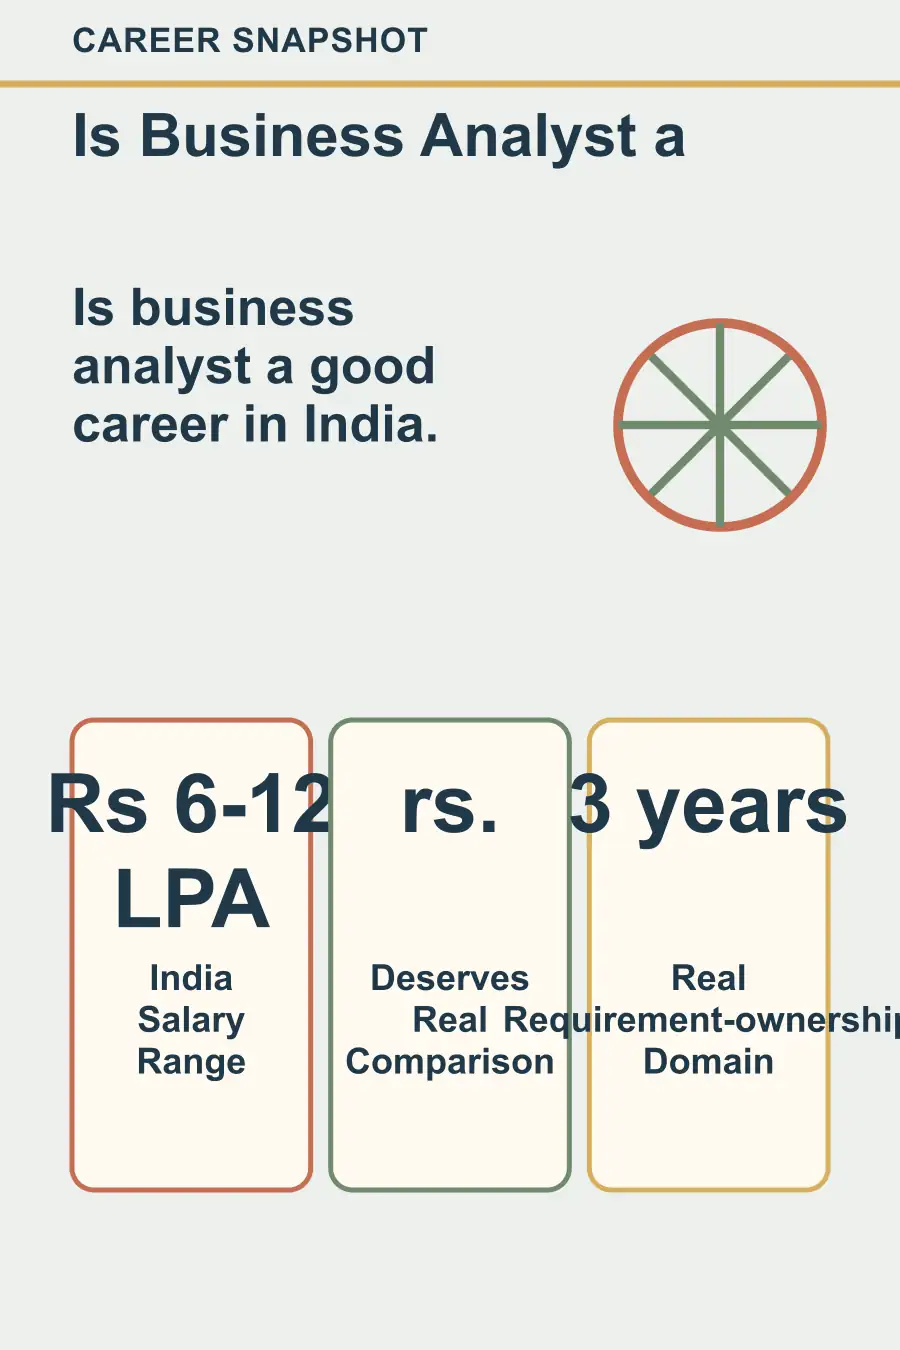 CAREER SNAPSHOT
Is Business Analyst a
Is business
analyst a good
career in India.
Rs 6-12
LPA
India
Salary
Range
rs.
Deserves
Real
Comparison
3 years
Real
Requirement-ownership
Domain